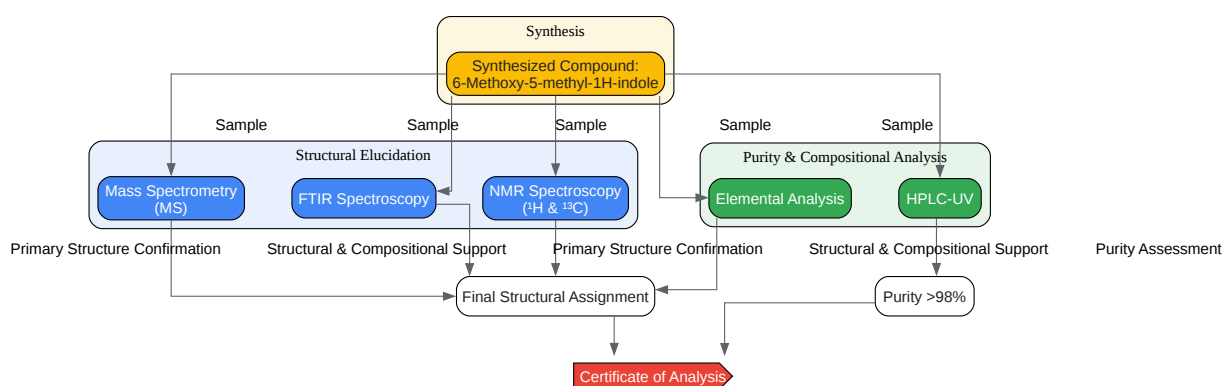 Synthesis
Synthesized Compound:
6-Methoxy-5-methyl-1H-indole
Sample
Sample
Sample
Sample
Sample
Structural Elucidation
Purity & Compositional Analysis
Mass Spectrometry
(MS)
FTIR Spectroscopy
NMR Spectroscopy
(¹H & ¹³C)
Elemental Analysis
HPLC-UV
Primary Structure Confirmation
Structural & Compositional Support
Primary Structure Confirmation
Structural & Compositional Support
Purity Assessment
Final Structural Assignment
Purity >98%
Certificate of Analysis